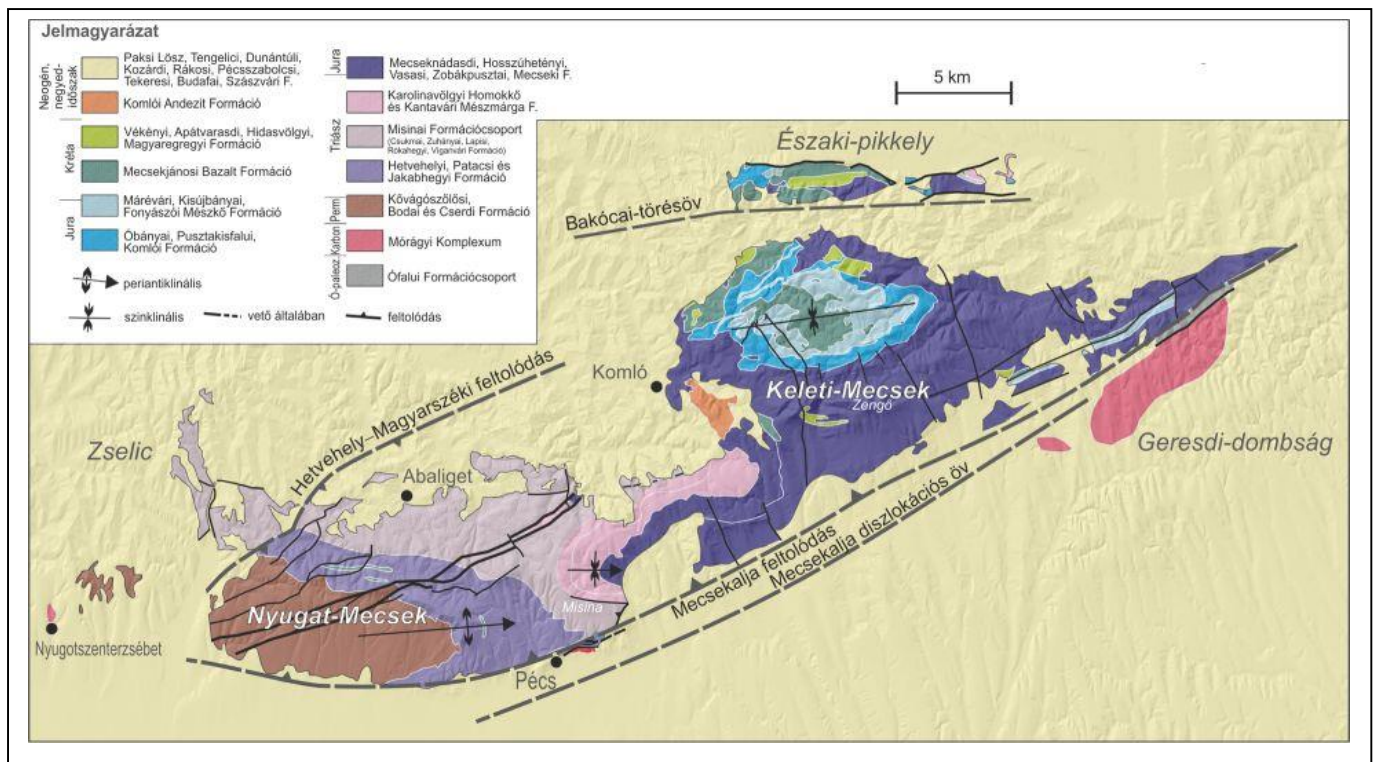 Jelmagyarázat
Neogén,
negyed-
időszak
Paksi Lösz, Tengelici, Dunántúli,
Kozárdi, Rákosi, Pécsszabolcsi,
Tekeresi, Budafai, Szászvári F.
Komlói Andezit Formáció
Kréta
Vékényi, Apátvarasdi, Hidasvölgyi,
Magyaregregyi Formáció
Mecsekjánosi Bazalt Formáció
Jura
Márévári, Kisújbányai,
Fonyászói Mészkő Formáció
Óbányai, Pusztakisfalui,
Komlói Formáció
periantiklinális
szinklinális
vető általában
feltolódás
Jura
Mecseknádasdi, Hosszúhetényi,
Vasasi, Zobákpusztai, Mecseki F.
Triász
Karolinavölgyi Homokkő
és Kantavári Mészmárga F.
Misinai Formációcsoport
(Csukmai, Zuhányai, Lapisi,
Rókahegyi, Viganvári Formáció)
Hetvehelyi, Patacsi és
Jakabhegyi Formáció
Perm
Kővágószőlősi,
Bodai és Cserdi Formáció
Karbon
Mórágyi Komplexum
Ó-paleoz.
Ófalui Formációcsoport
5 km
Északi-pikkely
Bakócai-törésöv
Komló
Keleti-Mecsek
Zengő
Geresdi-dombság
Hetvehely–Magyarszéki feltolódás
Zselic
Abaliget
Mecsekalja feltolódás
Mecsekalja diszlokációs öv
Nyugat-Mecsek
Misina
Nyugotszenterzsébet
Pécs